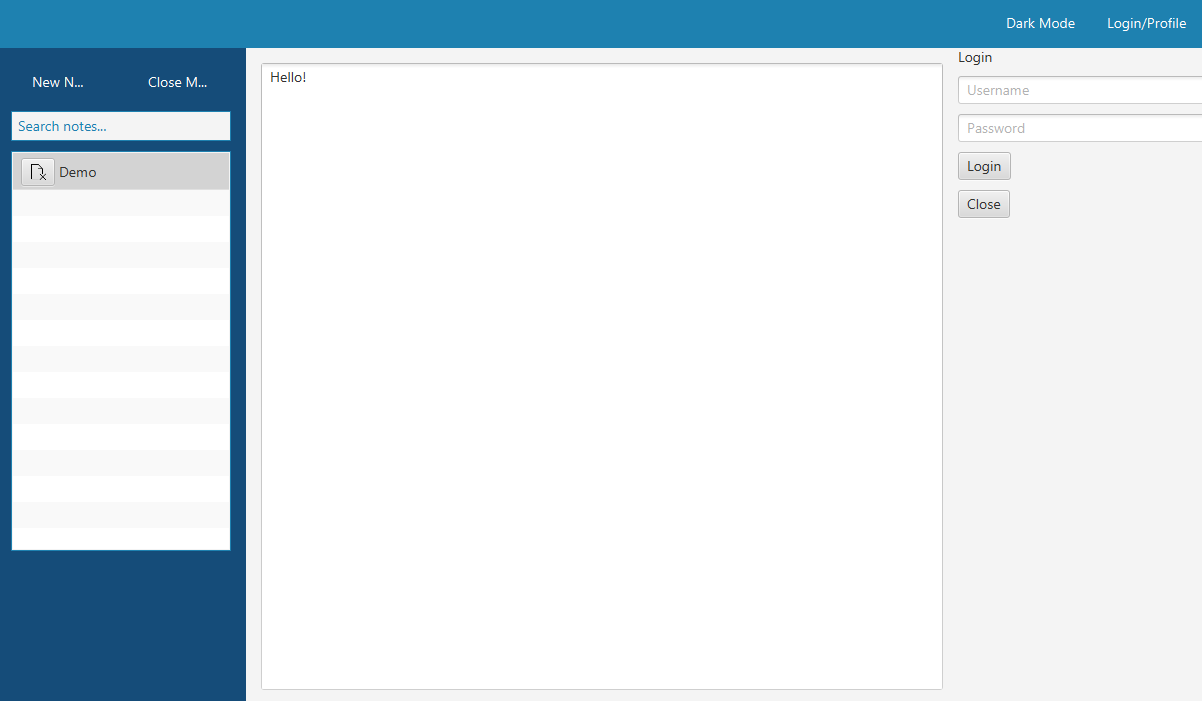 Dark Mode Login/Profile
New N... Close M...
Search notes...
Demo
Hello!
Login
Username
Password
Login
Close